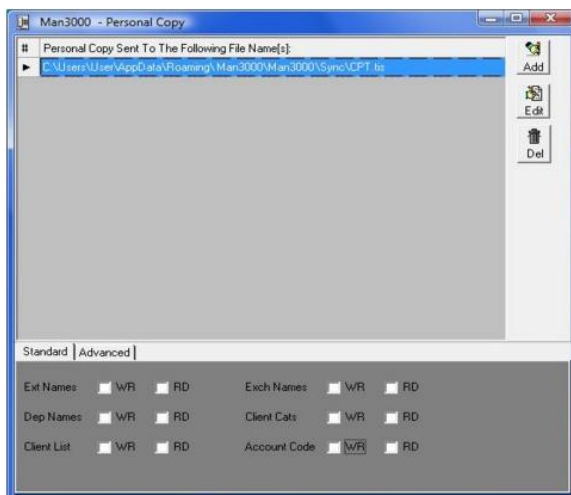 Man3000 - Personal Copy
# Personal Copy Sent To The Following File Name[s]:
C:\Users\User\AppData\Roaming\Man3000\Man3000\Sync\CPT.bs
Add
Edit
Del
Standard Advanced
Ext Names WR RD Exch Names WR RD
Dep Names WR RD Client Cats WR RD
Client List WR RD Account Code WR RD